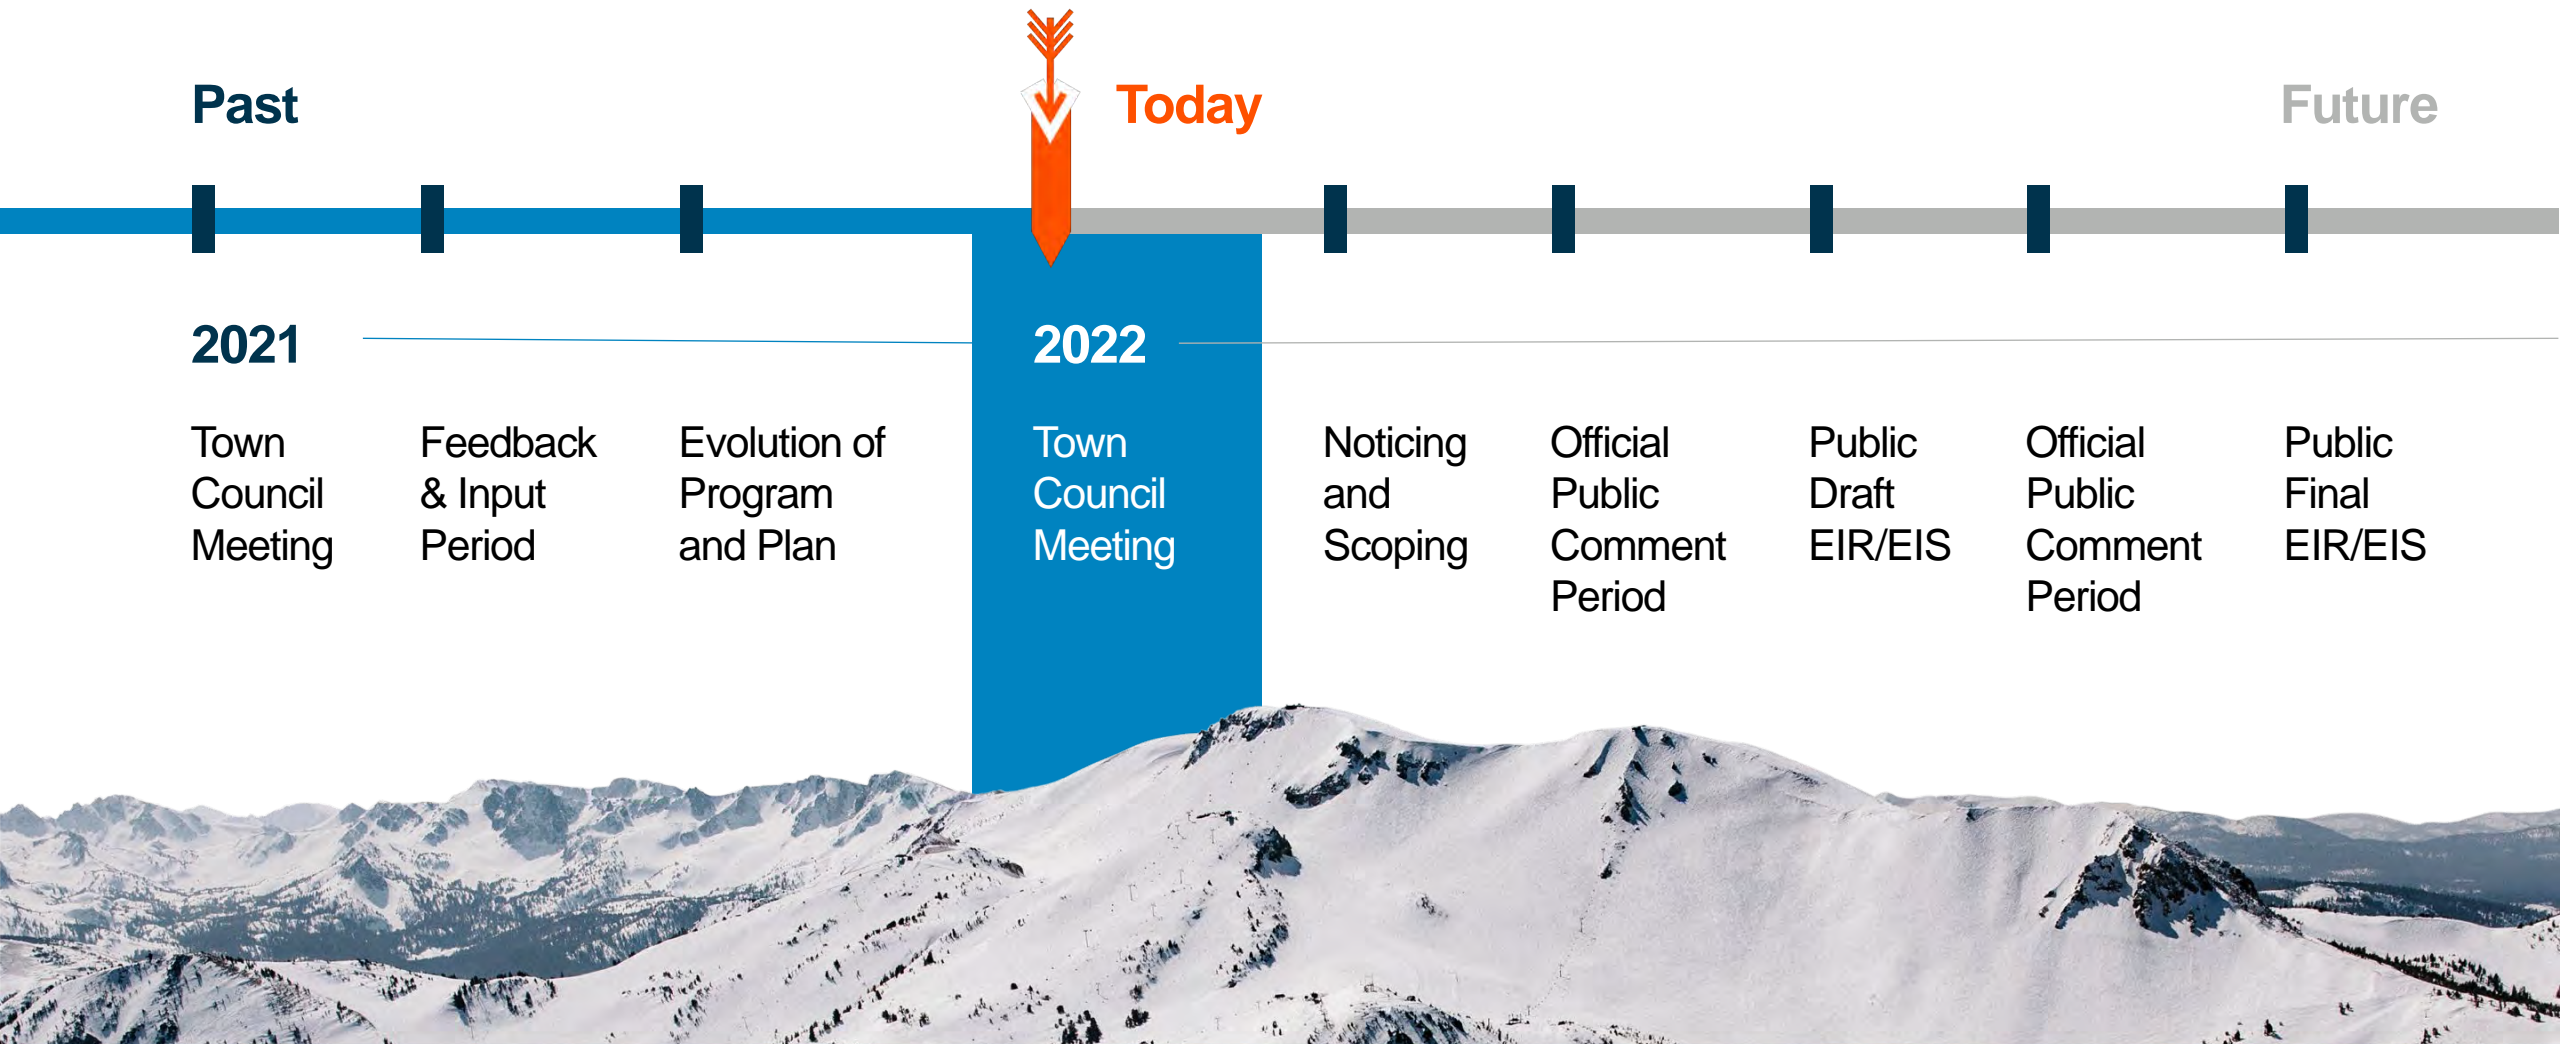 Past
Today
Future
2021
2022
Town
Council
Meeting
Feedback
& Input
Period
Evolution of
Program
and Plan
Town
Council
Meeting
Noticing
and
Scoping
Official
Public
Comment
Period
Public
Draft
EIR/EIS
Official
Public
Comment
Period
Public
Final
EIR/EIS